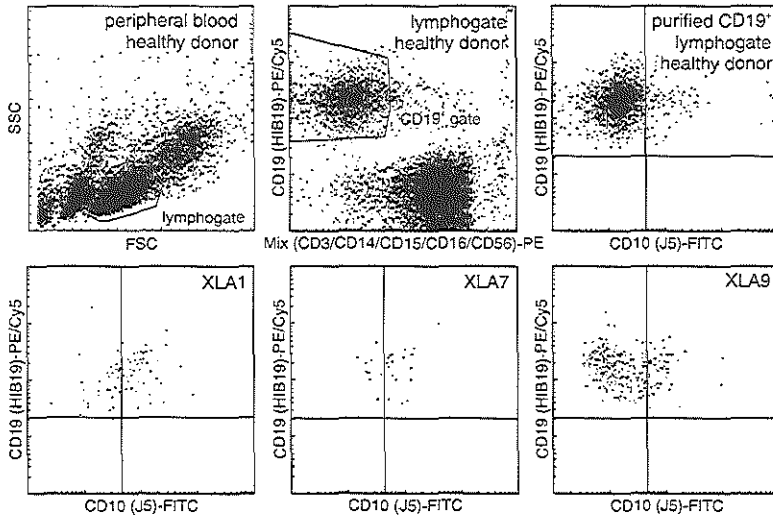 peripheral blood
healthy donor
SSC
lymphogate
FSC
lymphogate
healthy donor
CD19 (HIB19)-PE/Cy5
CD19⁺ gate
Mix (CD3/CD14/CD15/CD16/CD56)-PE
purified CD19⁺
lymphogate
healthy donor
CD19 (HIB19)-PE/Cy5
CD10 (J5)-FITC
XLA1
CD19 (HIB19)-PE/Cy5
CD10 (J5)-FITC
XLA7
CD19 (HIB19)-PE/Cy5
CD10 (J5)-FITC
XLA9
CD19 (HIB19)-PE/Cy5
CD10 (J5)-FITC